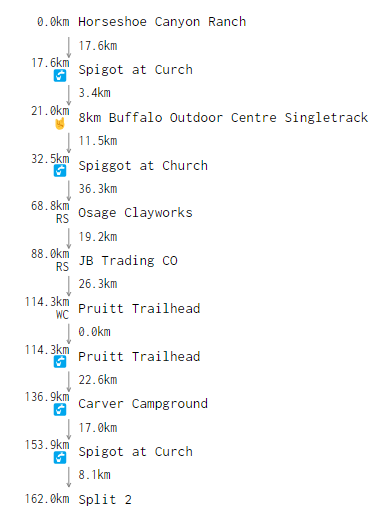 0.0km Horseshoe Canyon Ranch
17.6km
17.6km Spigot at Curch
3.4km
21.0km 8km Buffalo Outdoor Centre Singletrack
11.5km
32.5km Spiggot at Church
36.3km
68.8km Osage Clayworks
RS
19.2km
88.0km JB Trading CO
RS
26.3km
114.3km Pruitt Trailhead
WC
0.0km
114.3km Pruitt Trailhead
22.6km
136.9km Carver Campground
17.0km
153.9km Spigot at Curch
8.1km
162.0km Split 2